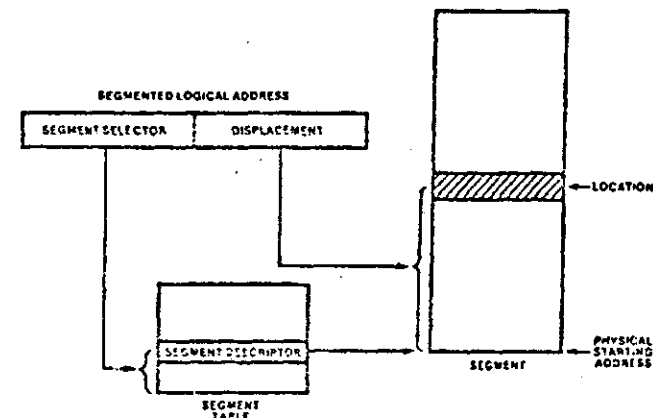 SEGMENTED LOGICAL ADDRESS
SEGMENT SELECTOR
DISPLACEMENT
LOCATION
SEGMENT DESCRIPTOR
PHYSICAL
STARTING
ADDRESS
SEGMENT
SEGMENT
TABLE